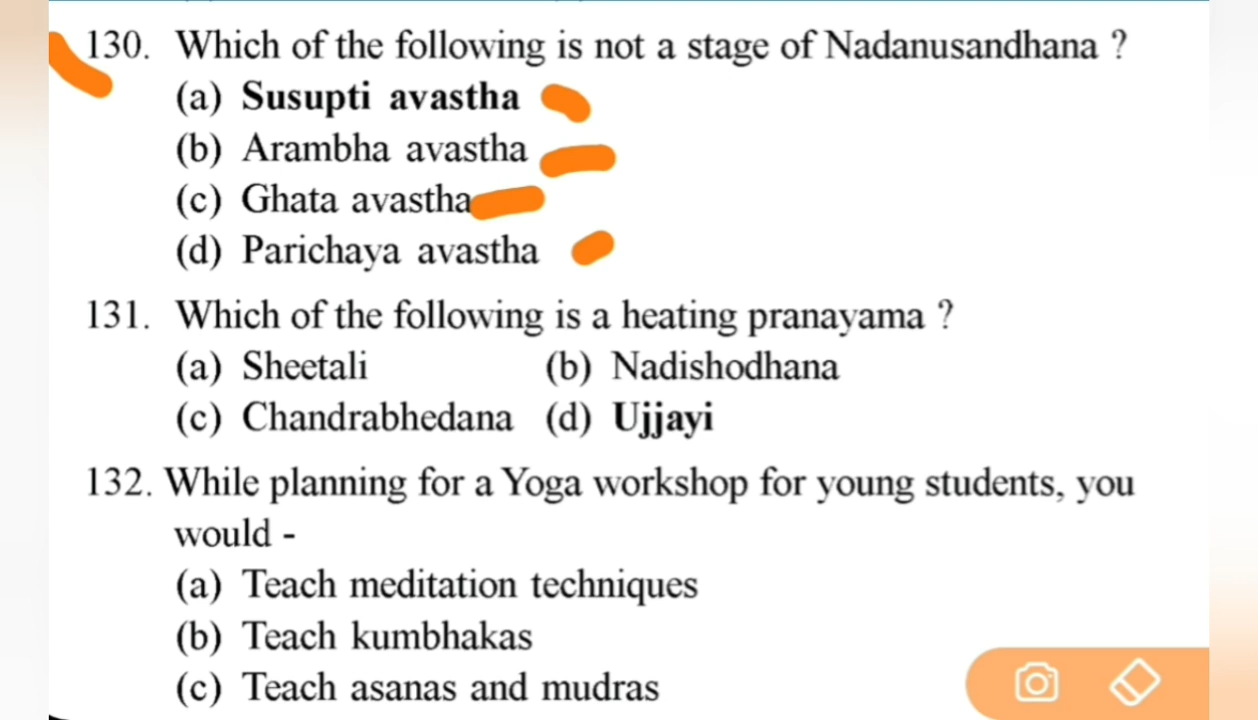 130. Which of the following is not a stage of Nadanusandhana ?
(a) Susupti avastha
(b) Arambha avastha
(c) Ghata avastha
(d) Parichaya avastha
131. Which of the following is a heating pranayama ?
(a) Sheetali (b) Nadishodhana
(c) Chandrabhedana (d) Ujjayi
132. While planning for a Yoga workshop for young students, you
would -
(a) Teach meditation techniques
(b) Teach kumbhakas
(c) Teach asanas and mudras